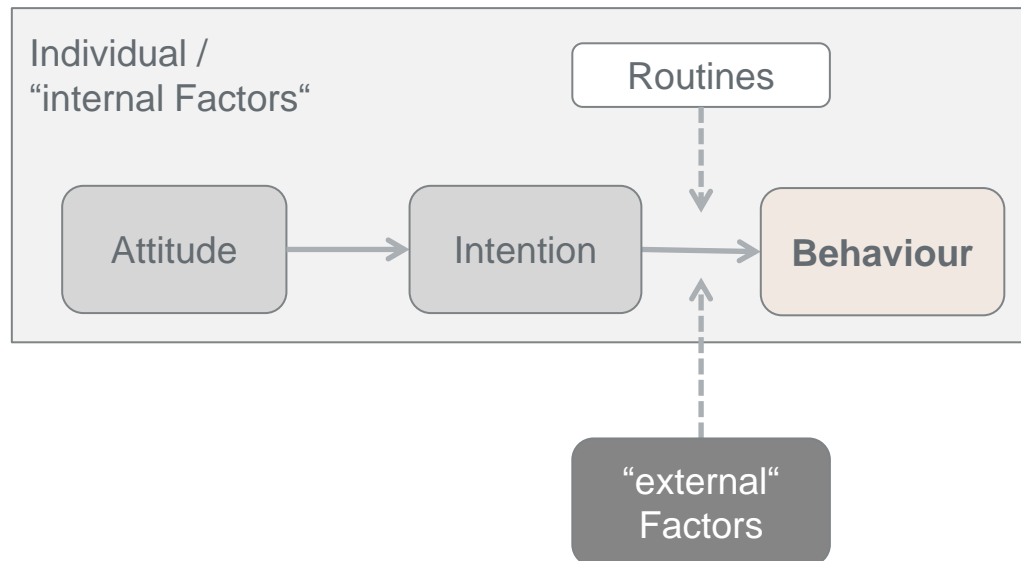 Individual /
“internal Factors“
Routines
Attitude
Intention
Behaviour
“external“
Factors